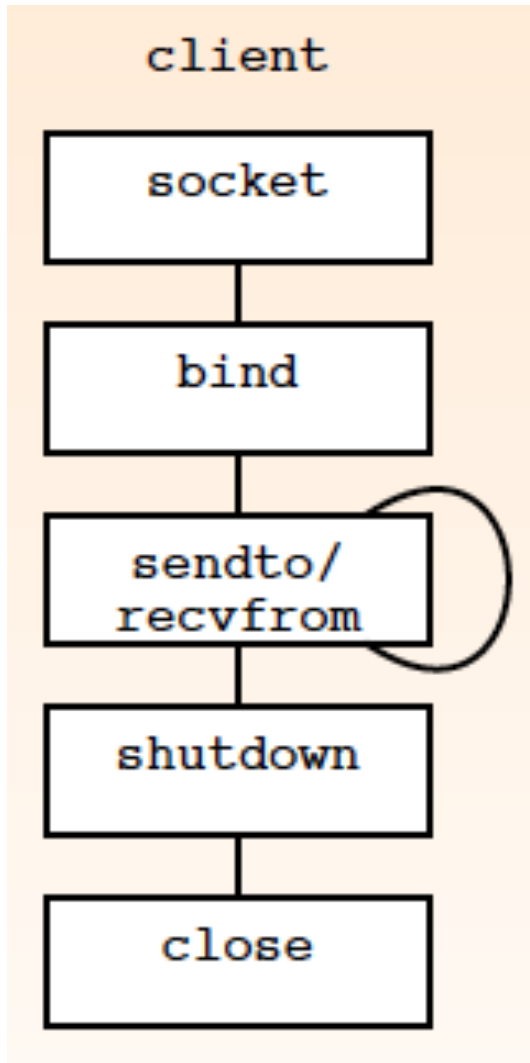 client
socket
bind
sendto/
recvfrom
shutdown
close